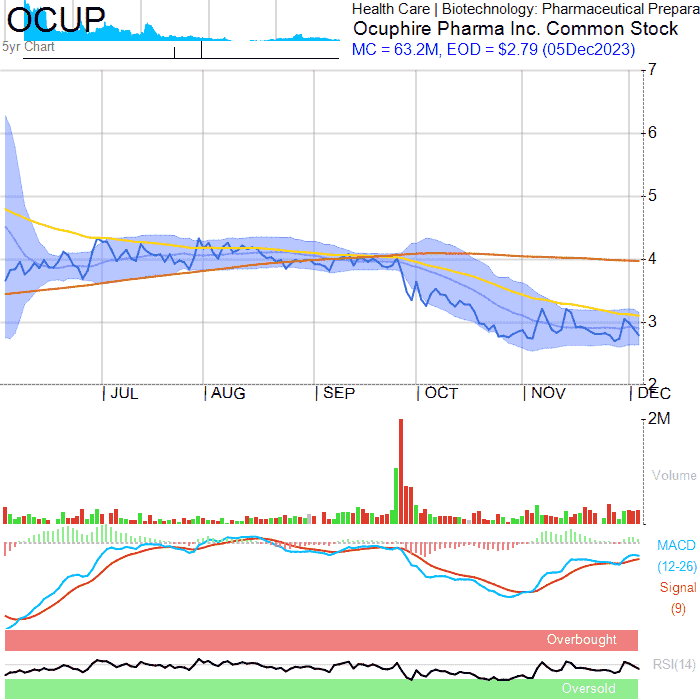 OCUP
Health Care | Biotechnology: Pharmaceutical Prepara
Ocuphire Pharma Inc. Common Stock
MC = 63.2M, EOD = $2.79 (05Dec2023)
5yr Chart
7
6
5
4
3
2
JUL AUG SEP OCT NOV DEC
2M
Volume
MACD
(12-26)
Signal
(9)
Overbought
RSI(14)
Oversold